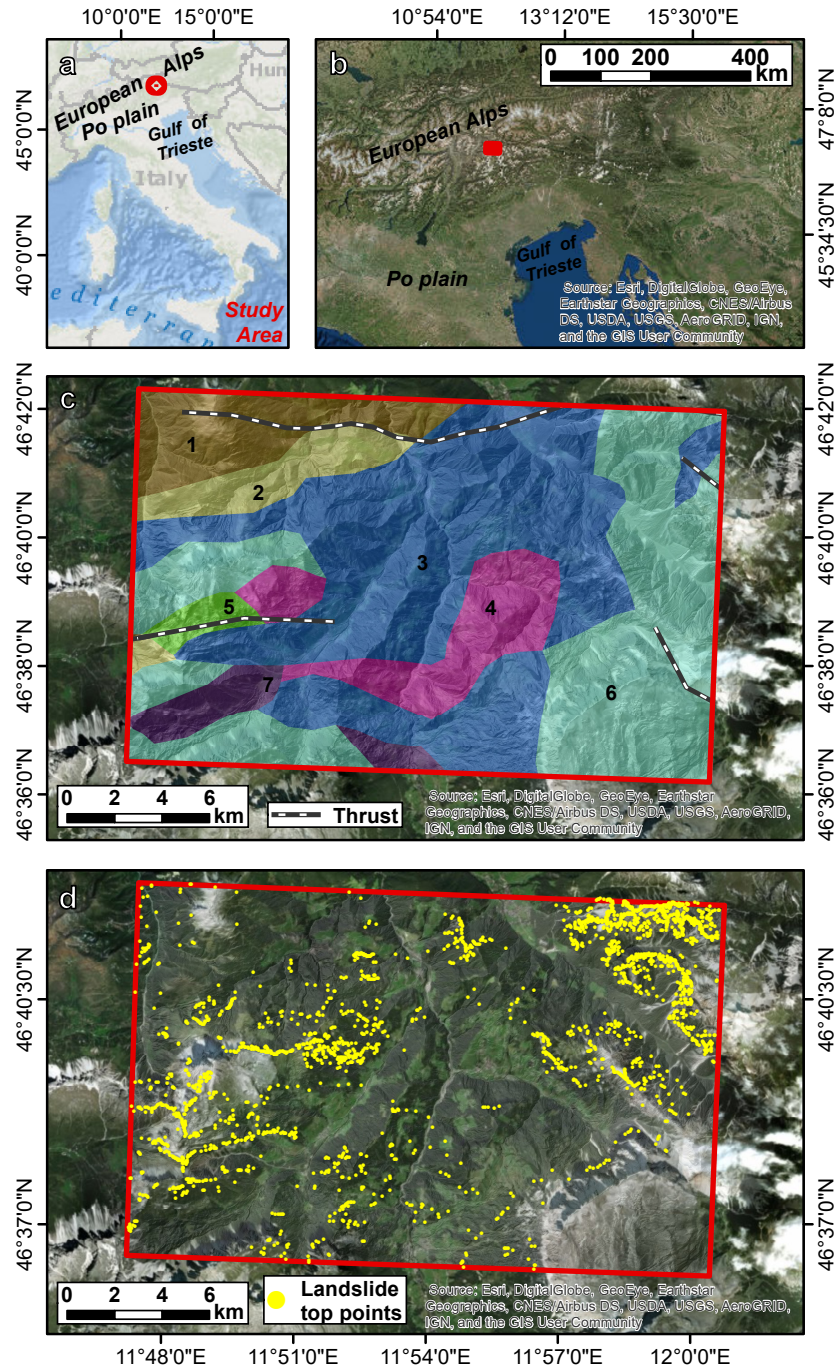 10°0'0"E 15°0'0"E
10°54'0"E 13°12'0"E 15°30'0"E
a
European Alps
Hun
Po plain
Gulf of
Trieste
Italy
editerran
Study
Area
45°0'0"N
40°0'0"N
b
0 100 200 400
km
European Alps
Gulf of
Trieste
Po plain
Source: Esri, DigitalGlobe, GeoEye,
Earthstar Geographics, CNES/Airbus
DS, USDA, USGS, AeroGRID, IGN,
and the GIS User Community
47°8'0"N
45°34'30"N
c
46°42'0"N
46°40'0"N
46°38'0"N
46°36'0"N
1
2
3
4
5
6
7
0 2 4 6
km
Thrust
Source: Esri, DigitalGlobe, GeoEye, Earthstar
Geographics, CNES/Airbus DS, USDA, USGS, AeroGRID,
IGN, and the GIS User Community
d
46°40'30"N
46°37'0"N
0 2 4 6
km
Landslide
top points
Source: Esri, DigitalGlobe, GeoEye, Earthstar
Geographics, CNES/Airbus DS, USDA, USGS, AeroGRID,
IGN, and the GIS User Community
11°48'0"E 11°51'0"E 11°54'0"E 11°57'0"E 12°0'0"E